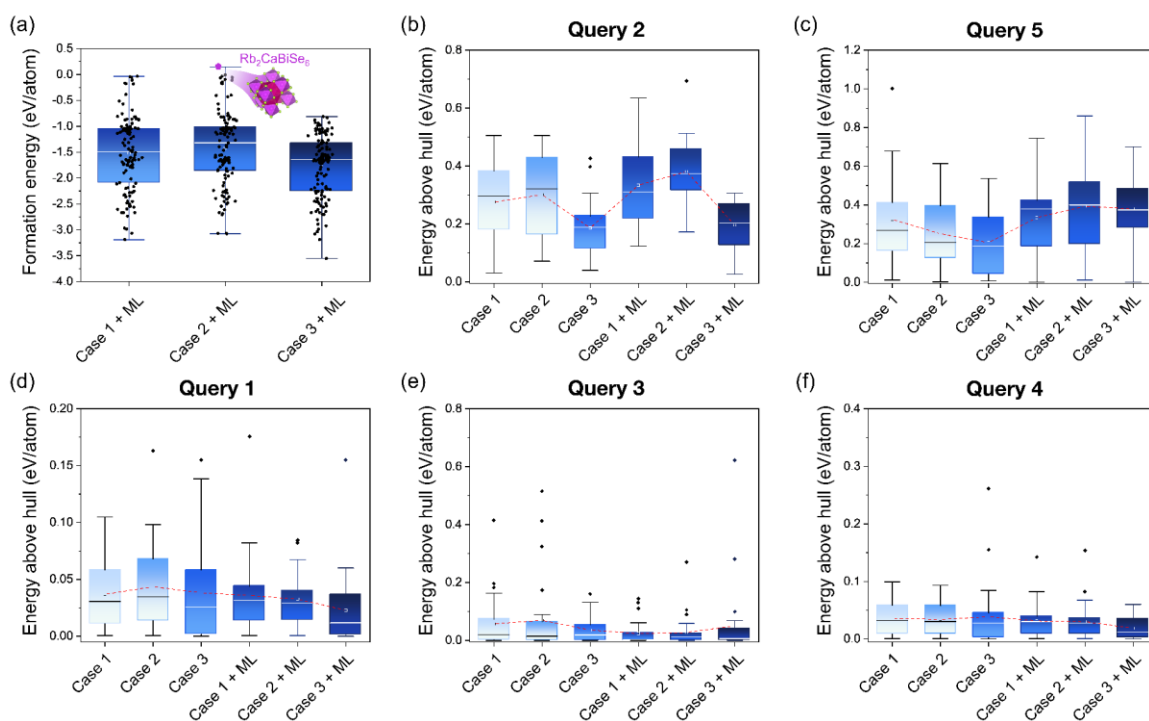 (a)
Formation energy (eV/atom)
0.5
0.0
-0.5
-1.0
-1.5
-2.0
-2.5
-3.0
-3.5
-4.0
Rb₂CaBiSe₆
Case 1 + ML
Case 2 + ML
Case 3 + ML
(b)
Query 2
Energy above hull (eV/atom)
0.8
0.6
0.4
0.2
0.0
Case 1
Case 2
Case 3
Case 1 + ML
Case 2 + ML
Case 3 + ML
(c)
Query 5
Energy above hull (eV/atom)
1.2
1.0
0.8
0.6
0.4
0.2
0.0
Case 1
Case 2
Case 3
Case 1 + ML
Case 2 + ML
Case 3 + ML
(d)
Query 1
Energy above hull (eV/atom)
0.20
0.15
0.10
0.05
0.00
Case 1
Case 2
Case 3
Case 1 + ML
Case 2 + ML
Case 3 + ML
(e)
Query 3
Energy above hull (eV/atom)
0.8
0.6
0.4
0.2
0.0
Case 1
Case 2
Case 3
Case 1 + ML
Case 2 + ML
Case 3 + ML
(f)
Query 4
Energy above hull (eV/atom)
0.4
0.3
0.2
0.1
0.0
Case 1
Case 2
Case 3
Case 1 + ML
Case 2 + ML
Case 3 + ML